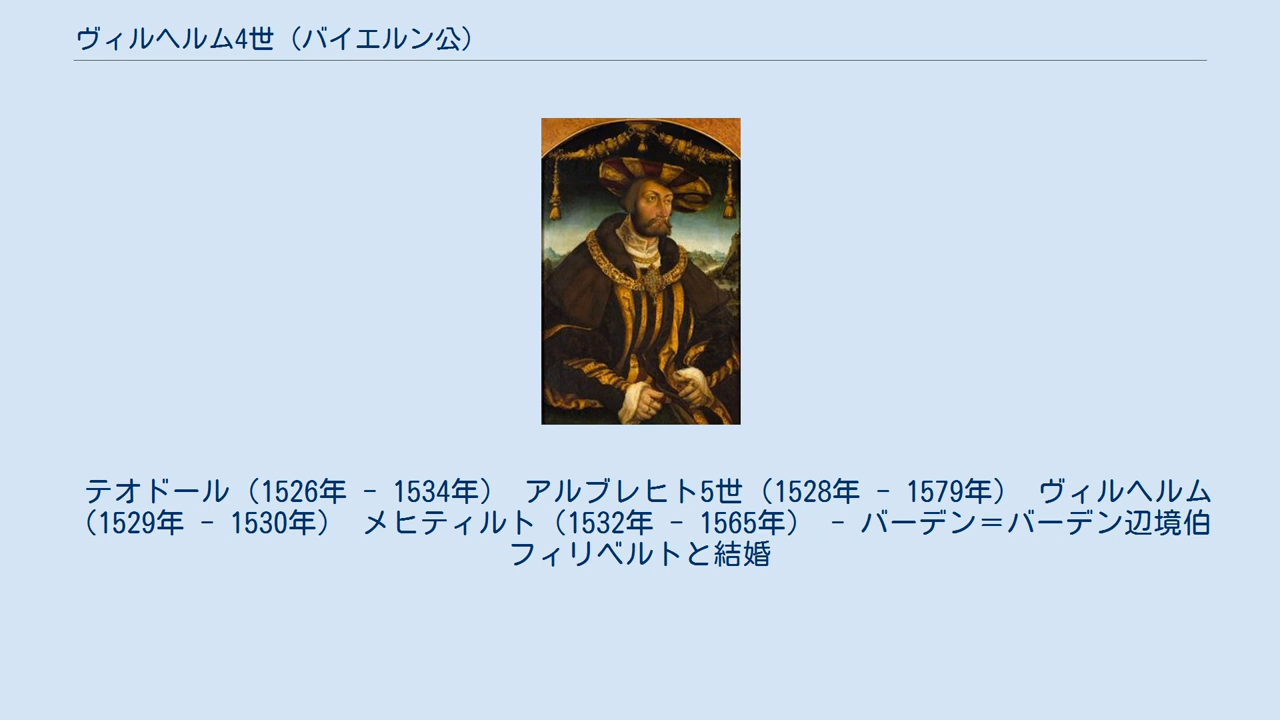 ヴィルヘルム4世（バイエルン公）
テオドール（1526年 - 1534年） アルブレヒト5世（1528年 - 1579年） ヴィルヘルム
（1529年 - 1530年） メヒティルト（1532年 - 1565年） - バーデン＝バーデン辺境伯
フィリベルトと結婚